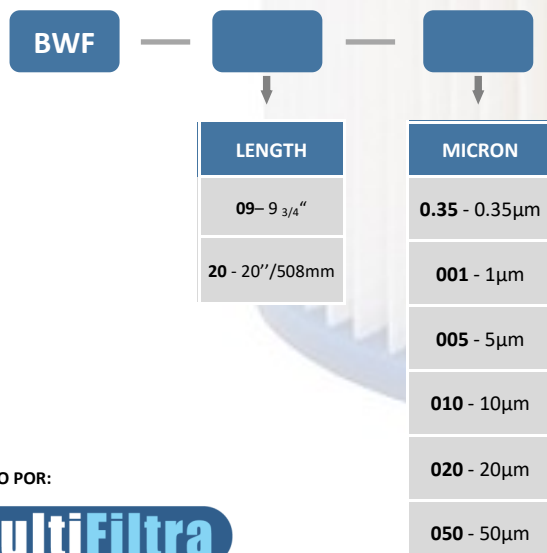 BWF
LENGTH
09– 9 3/4“
20 - 20’’/508mm
MICRON
0.35 - 0.35µm
001 - 1µm
005 - 5µm
010 - 10µm
020 - 20µm
050 - 50µm
O POR:
ultiFiltra